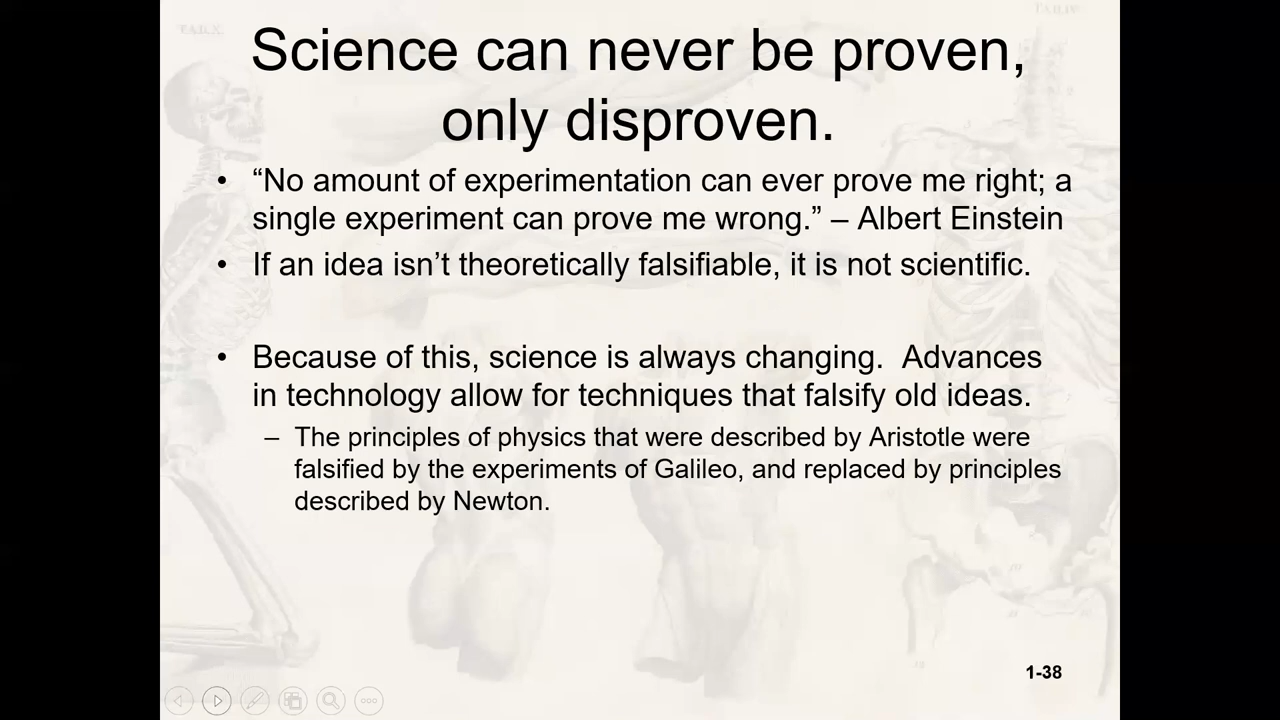 TAB.X.
TAB.IV.
Science can never be proven,
only disproven.
• “No amount of experimentation can ever prove me right; a
single experiment can prove me wrong.” – Albert Einstein
• If an idea isn’t theoretically falsifiable, it is not scientific.
• Because of this, science is always changing.  Advances
in technology allow for techniques that falsify old ideas.
– The principles of physics that were described by Aristotle were
falsified by the experiments of Galileo, and replaced by principles
described by Newton.
1-38